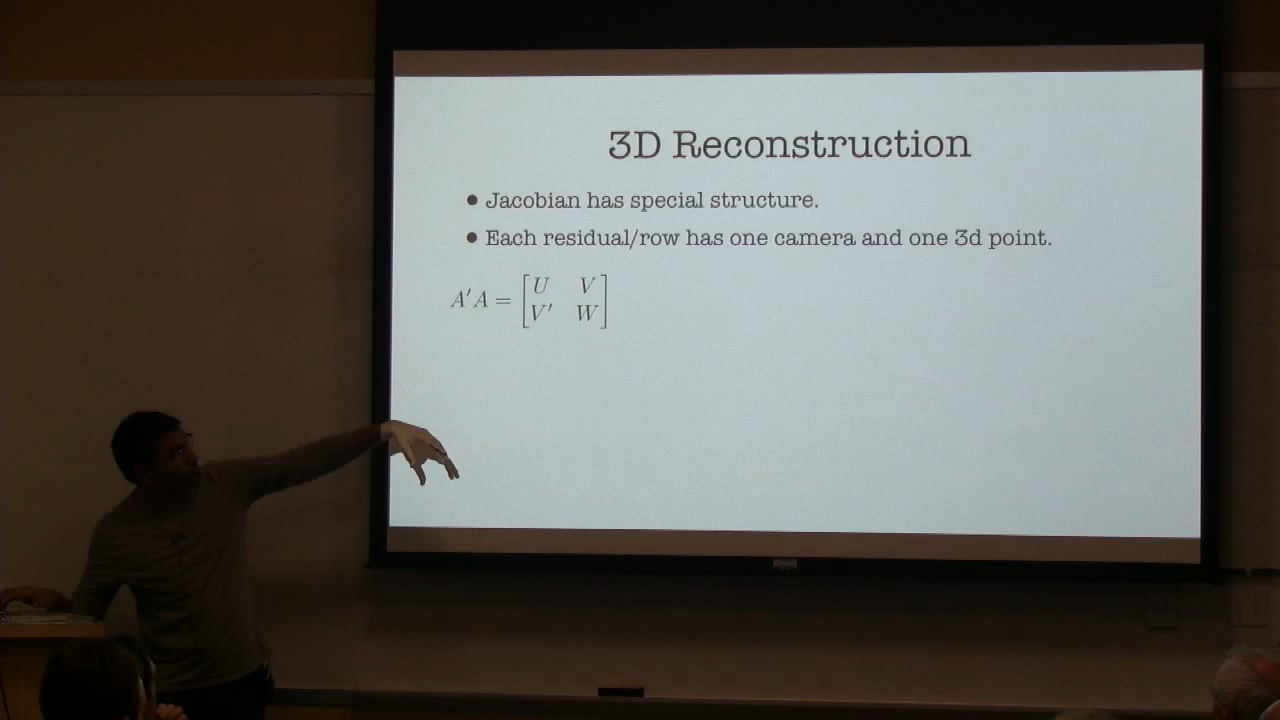 3D Reconstruction
• Jacobian has special structure.
• Each residual/row has one camera and one 3d point.
A'A = [U V
V' W]